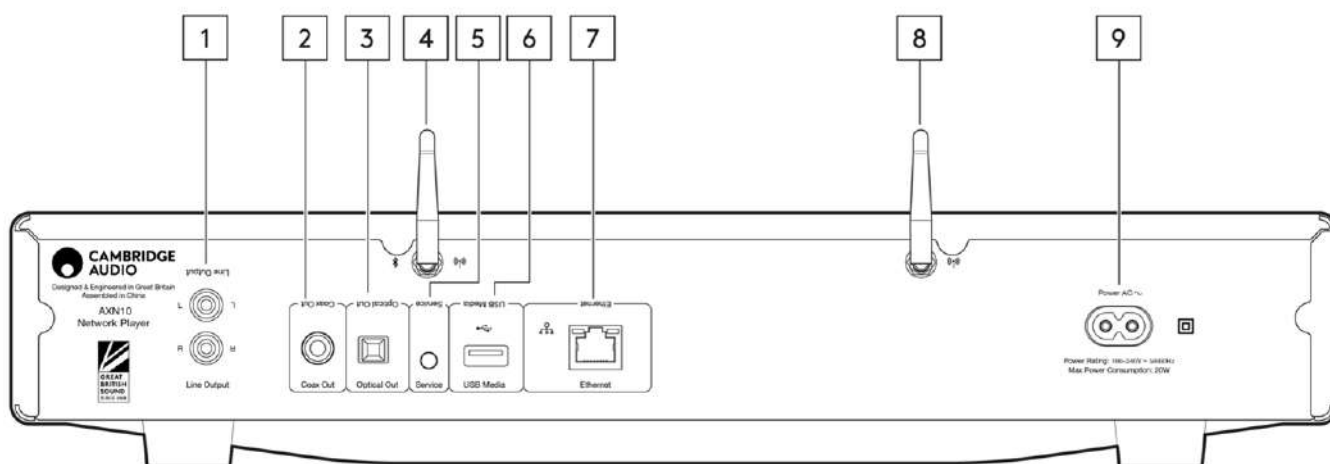 1
2
3
4
5
6
7
8
9
CAMBRIDGE
AUDIO
Designed & Engineered in Great Britain
Assembled in China
AXN10
Network Player
GREAT
BRITISH
SOUND
Line Output
L
L
R
R
Line Output
Coax Out
Coax Out
Optical Out
Optical Out
Service
Service
USB Media
USB Media
Ethernet
Ethernet
Power AC ~
Power Rating:
Max Power Consumption: 20W